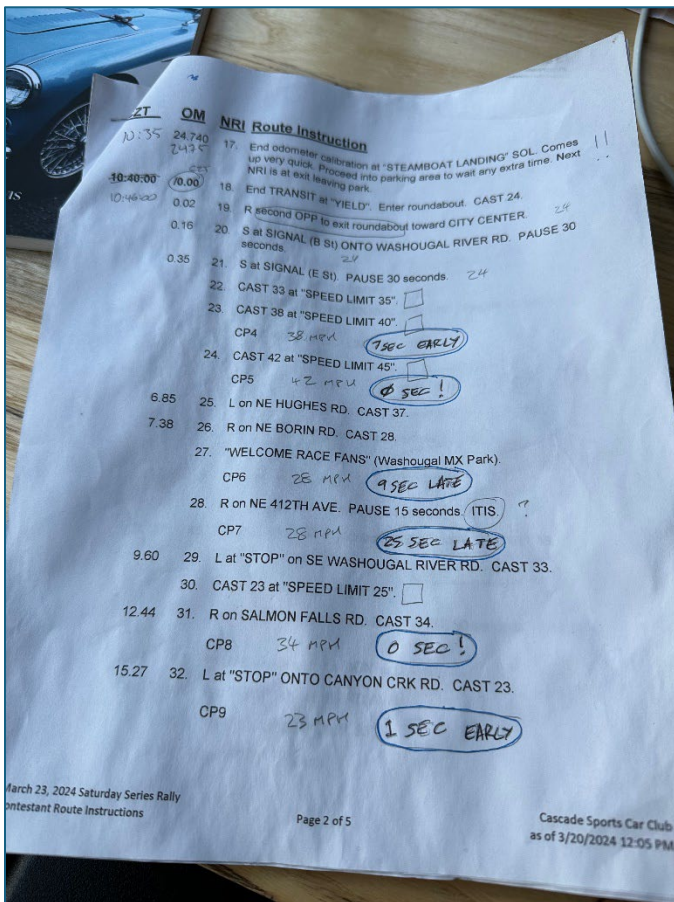 ZT OM NRI Route Instruction
10:35 24.740 17. End odometer calibration at "STEAMBOAT LANDING" SOL. Comes !!
2475 up very quick. Proceed into parking area to wait any extra time. Next
NRI is at exit leaving park.
10:40:00 0.00 18. End TRANSIT at "YIELD". Enter roundabout. CAST 24.
10:46:00 0.02 19. R second OPP to exit roundabout toward CITY CENTER. 24
0.16 20. S at SIGNAL (B St) ONTO WASHOUGAL RIVER RD. PAUSE 30
seconds. 24
0.35 21. S at SIGNAL (E St). PAUSE 30 seconds. 24
22. CAST 33 at "SPEED LIMIT 35".
23. CAST 38 at "SPEED LIMIT 40".
CP4 38 MPH 7 SEC EARLY
24. CAST 42 at "SPEED LIMIT 45".
CP5 42 MPH 0 SEC!
6.85 25. L on NE HUGHES RD. CAST 37.
7.38 26. R on NE BORIN RD. CAST 28.
27. "WELCOME RACE FANS" (Washougal MX Park).
CP6 28 MPH 9 SEC LATE
28. R on NE 412TH AVE. PAUSE 15 seconds. ITIS. ?
CP7 28 MPH 25 SEC LATE
9.60 29. L at "STOP" on SE WASHOUGAL RIVER RD. CAST 33.
30. CAST 23 at "SPEED LIMIT 25".
12.44 31. R on SALMON FALLS RD. CAST 34.
CP8 34 MPH 0 SEC!
15.27 32. L at "STOP" ONTO CANYON CRK RD. CAST 23.
CP9 23 MPH 1 SEC EARLY
March 23, 2024 Saturday Series Rally
ontestant Route Instructions
Page 2 of 5
Cascade Sports Car Club
as of 3/20/2024 12:05 PM